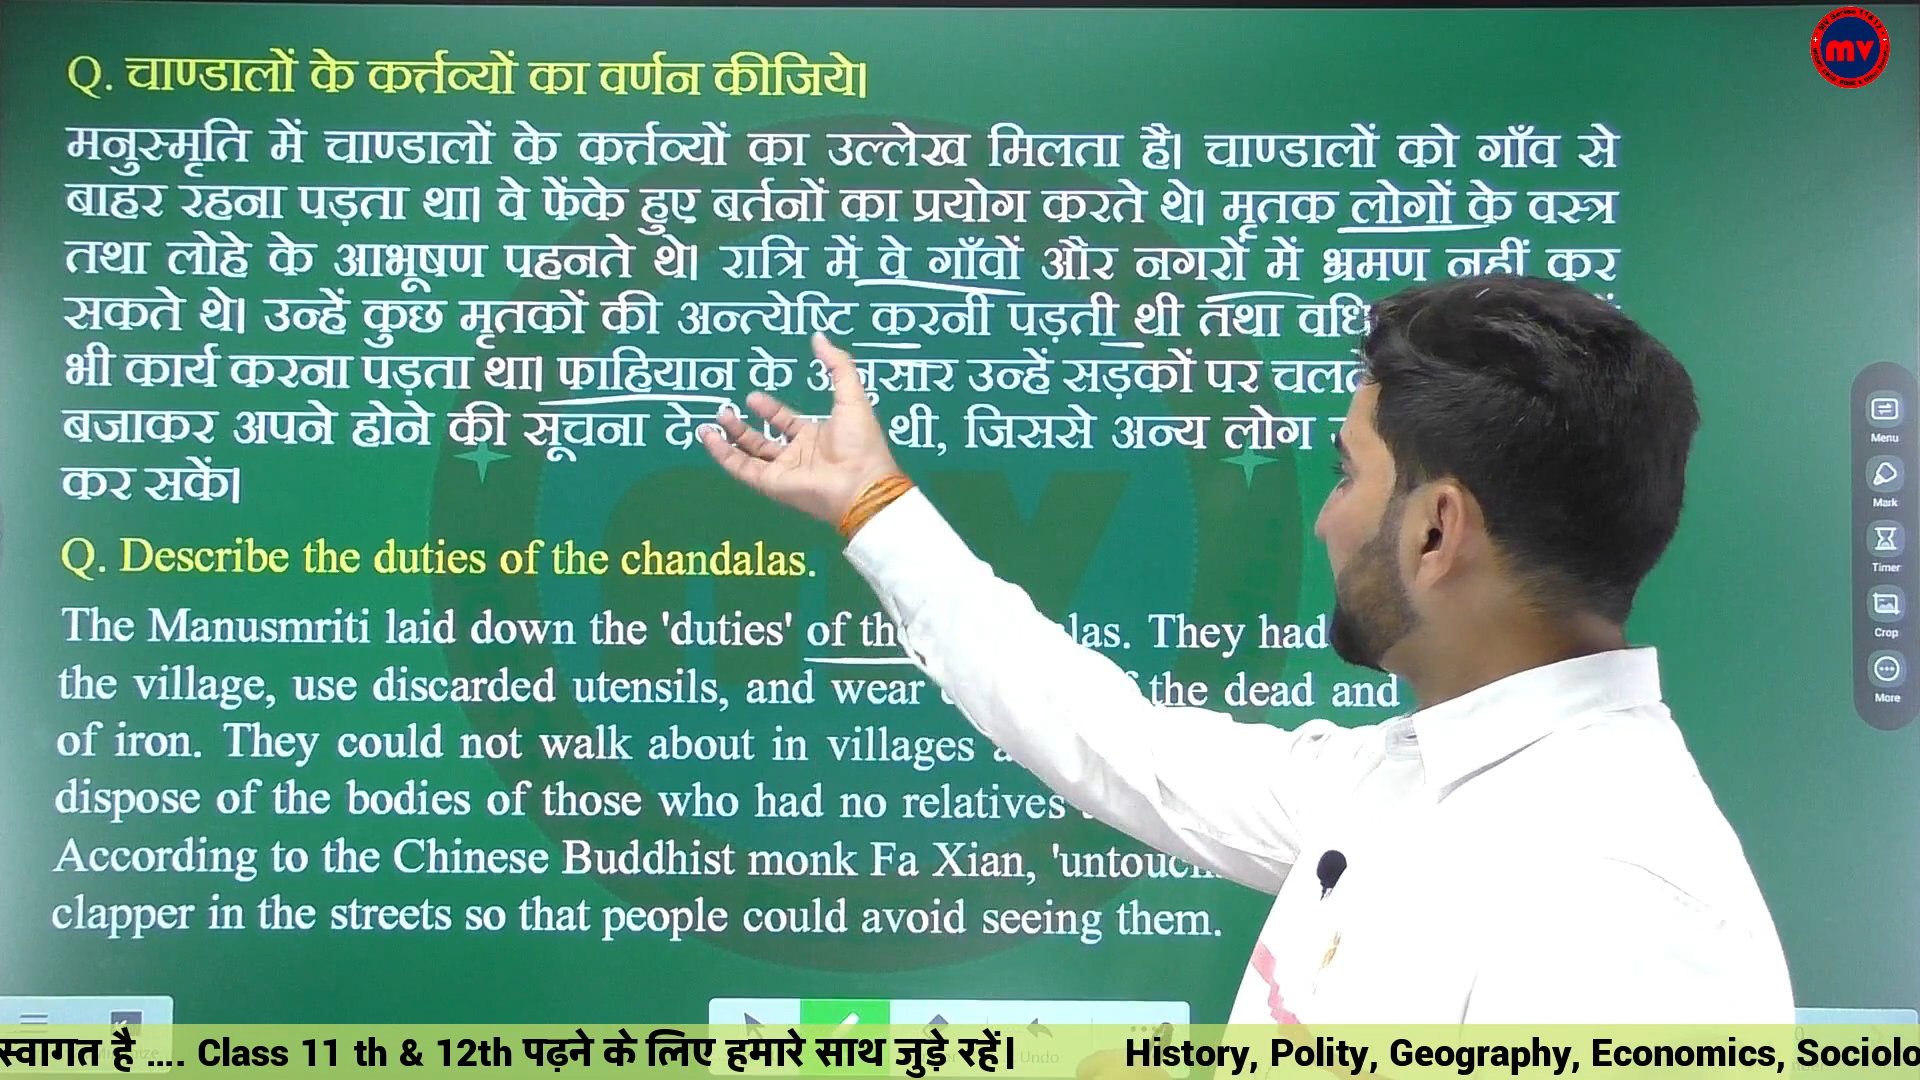 Q. चाण्डालों के कर्त्तव्यों का वर्णन कीजिये।
मनुस्मृति में चाण्डालों के कर्त्तव्यों का उल्लेख मिलता है। चाण्डालों को गाँव से
बाहर रहना पड़ता था। वे फेंके हुए बर्तनों का प्रयोग करते थे। मृतक लोगों के वस्त्र
तथा लोहे के आभूषण पहनते थे। रात्रि में वे गाँवों और नगरों में भ्रमण नहीं कर
सकते थे। उन्हें कुछ मृतकों की अन्त्येष्टि करनी पड़ती थी तथा
भी कार्य करना पड़ता था। फाहियान के अनुसार उन्हें सड़कों पर
बजाकर अपने होने की सूचना थी, जिससे अन्य लोग
कर सकें।
Q. Describe the duties of the chandalas.
The Manusmriti laid down the 'duties' of They had
the village, use discarded utensils, and wear the dead and
of iron. They could not walk about in villages
dispose of the bodies of those who had no relatives
According to the Chinese Buddhist monk Fa Xian,
clapper in the streets so that people could avoid seeing them.
mv
Menu
Mark
Timer
Crop
More
Undo
स्वागत है .... Class 11 th & 12th पढ़ने के लिए हमारे साथ जुड़े रहें| History, Polity, Geography, Economics,